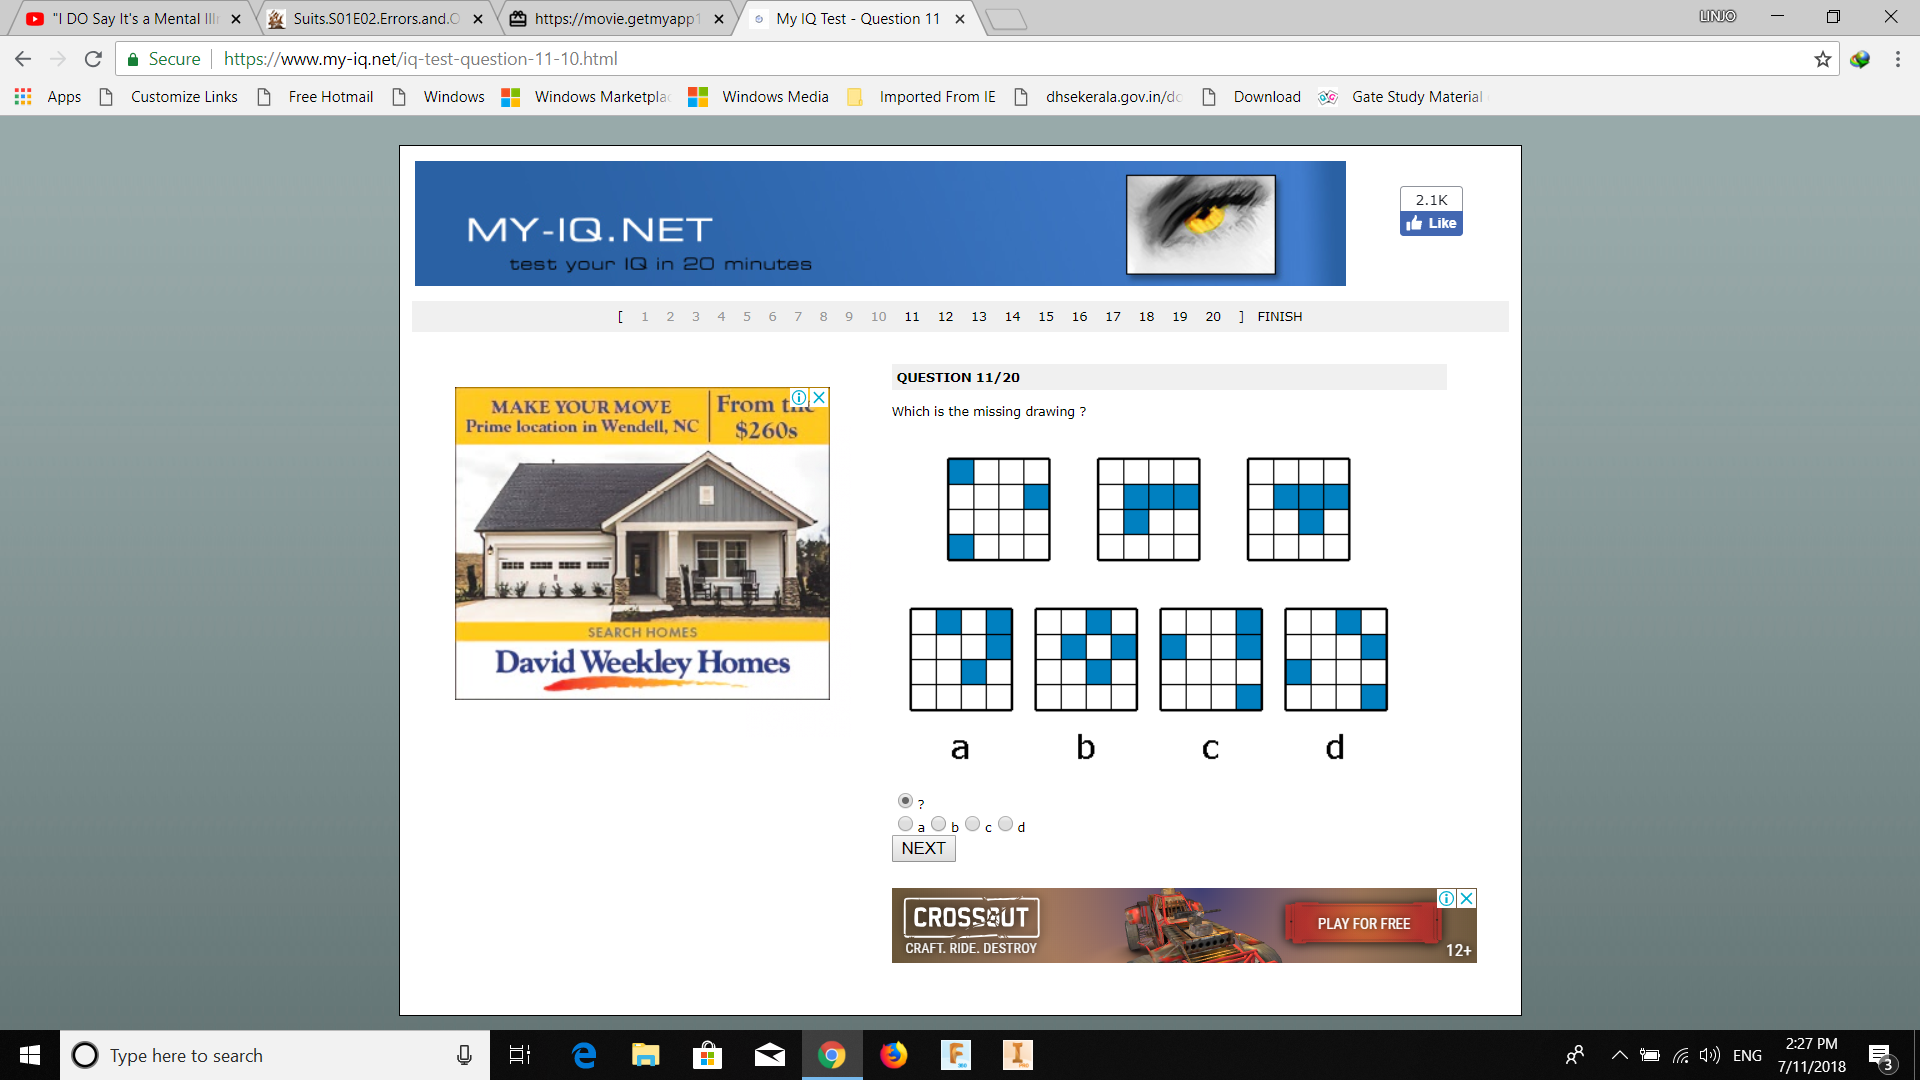 "I DO Say It's a Mental Illn
Suits.S01E02.Errors.and.O
https://movie.getmyapp1
My IQ Test - Question 11
LINJO
Secure
https://www.my-iq.net/iq-test-question-11-10.html
Apps
Customize Links
Free Hotmail
Windows
Windows Marketplac
Windows Media
Imported From IE
dhsekerala.gov.in/do
Download
Gate Study Material
MY-IQ.NET
test your IQ in 20 minutes
2.1K
Like
[ 1 2 3 4 5 6 7 8 9 10 11 12 13 14 15 16 17 18 19 20 ] FINISH
QUESTION 11/20
Which is the missing drawing ?
MAKE YOUR MOVE
Prime location in Wendell, NC
From the
$260s
SEARCH HOMES
David Weekley Homes
a b c d
?
a b c d
NEXT
CROSSOUT
CRAFT. RIDE. DESTROY
PLAY FOR FREE
12+
Type here to search
ENG
2:27 PM
7/11/2018
3